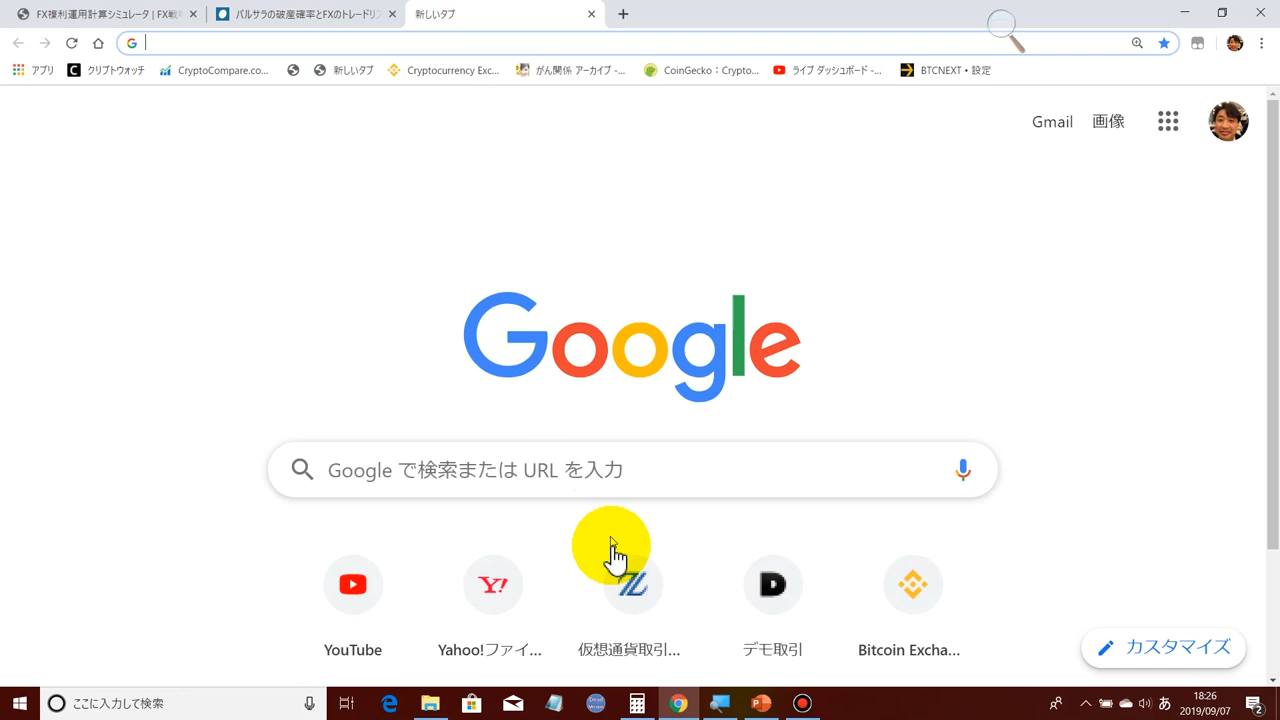 FX複利運用計算シミュレータ | FX戦略
バルサラの破産確率とFXのトレードリス
新しいタブ
アプリ
クリプトウォッチ
CryptoCompare.co...
新しいタブ
Cryptocurrency Exc...
がん関係 アーカイブ -...
CoinGecko:Crypto...
ライブ ダッシュボード -...
BTCNEXT・設定
Gmail
画像
Google
Google で検索または URL を入力
YouTube
Yahoo!ファイ...
仮想通貨取引...
デモ取引
Bitcoin Excha...
カスタマイズ
ここに入力して検索
あ
18:26
2019/09/07
2